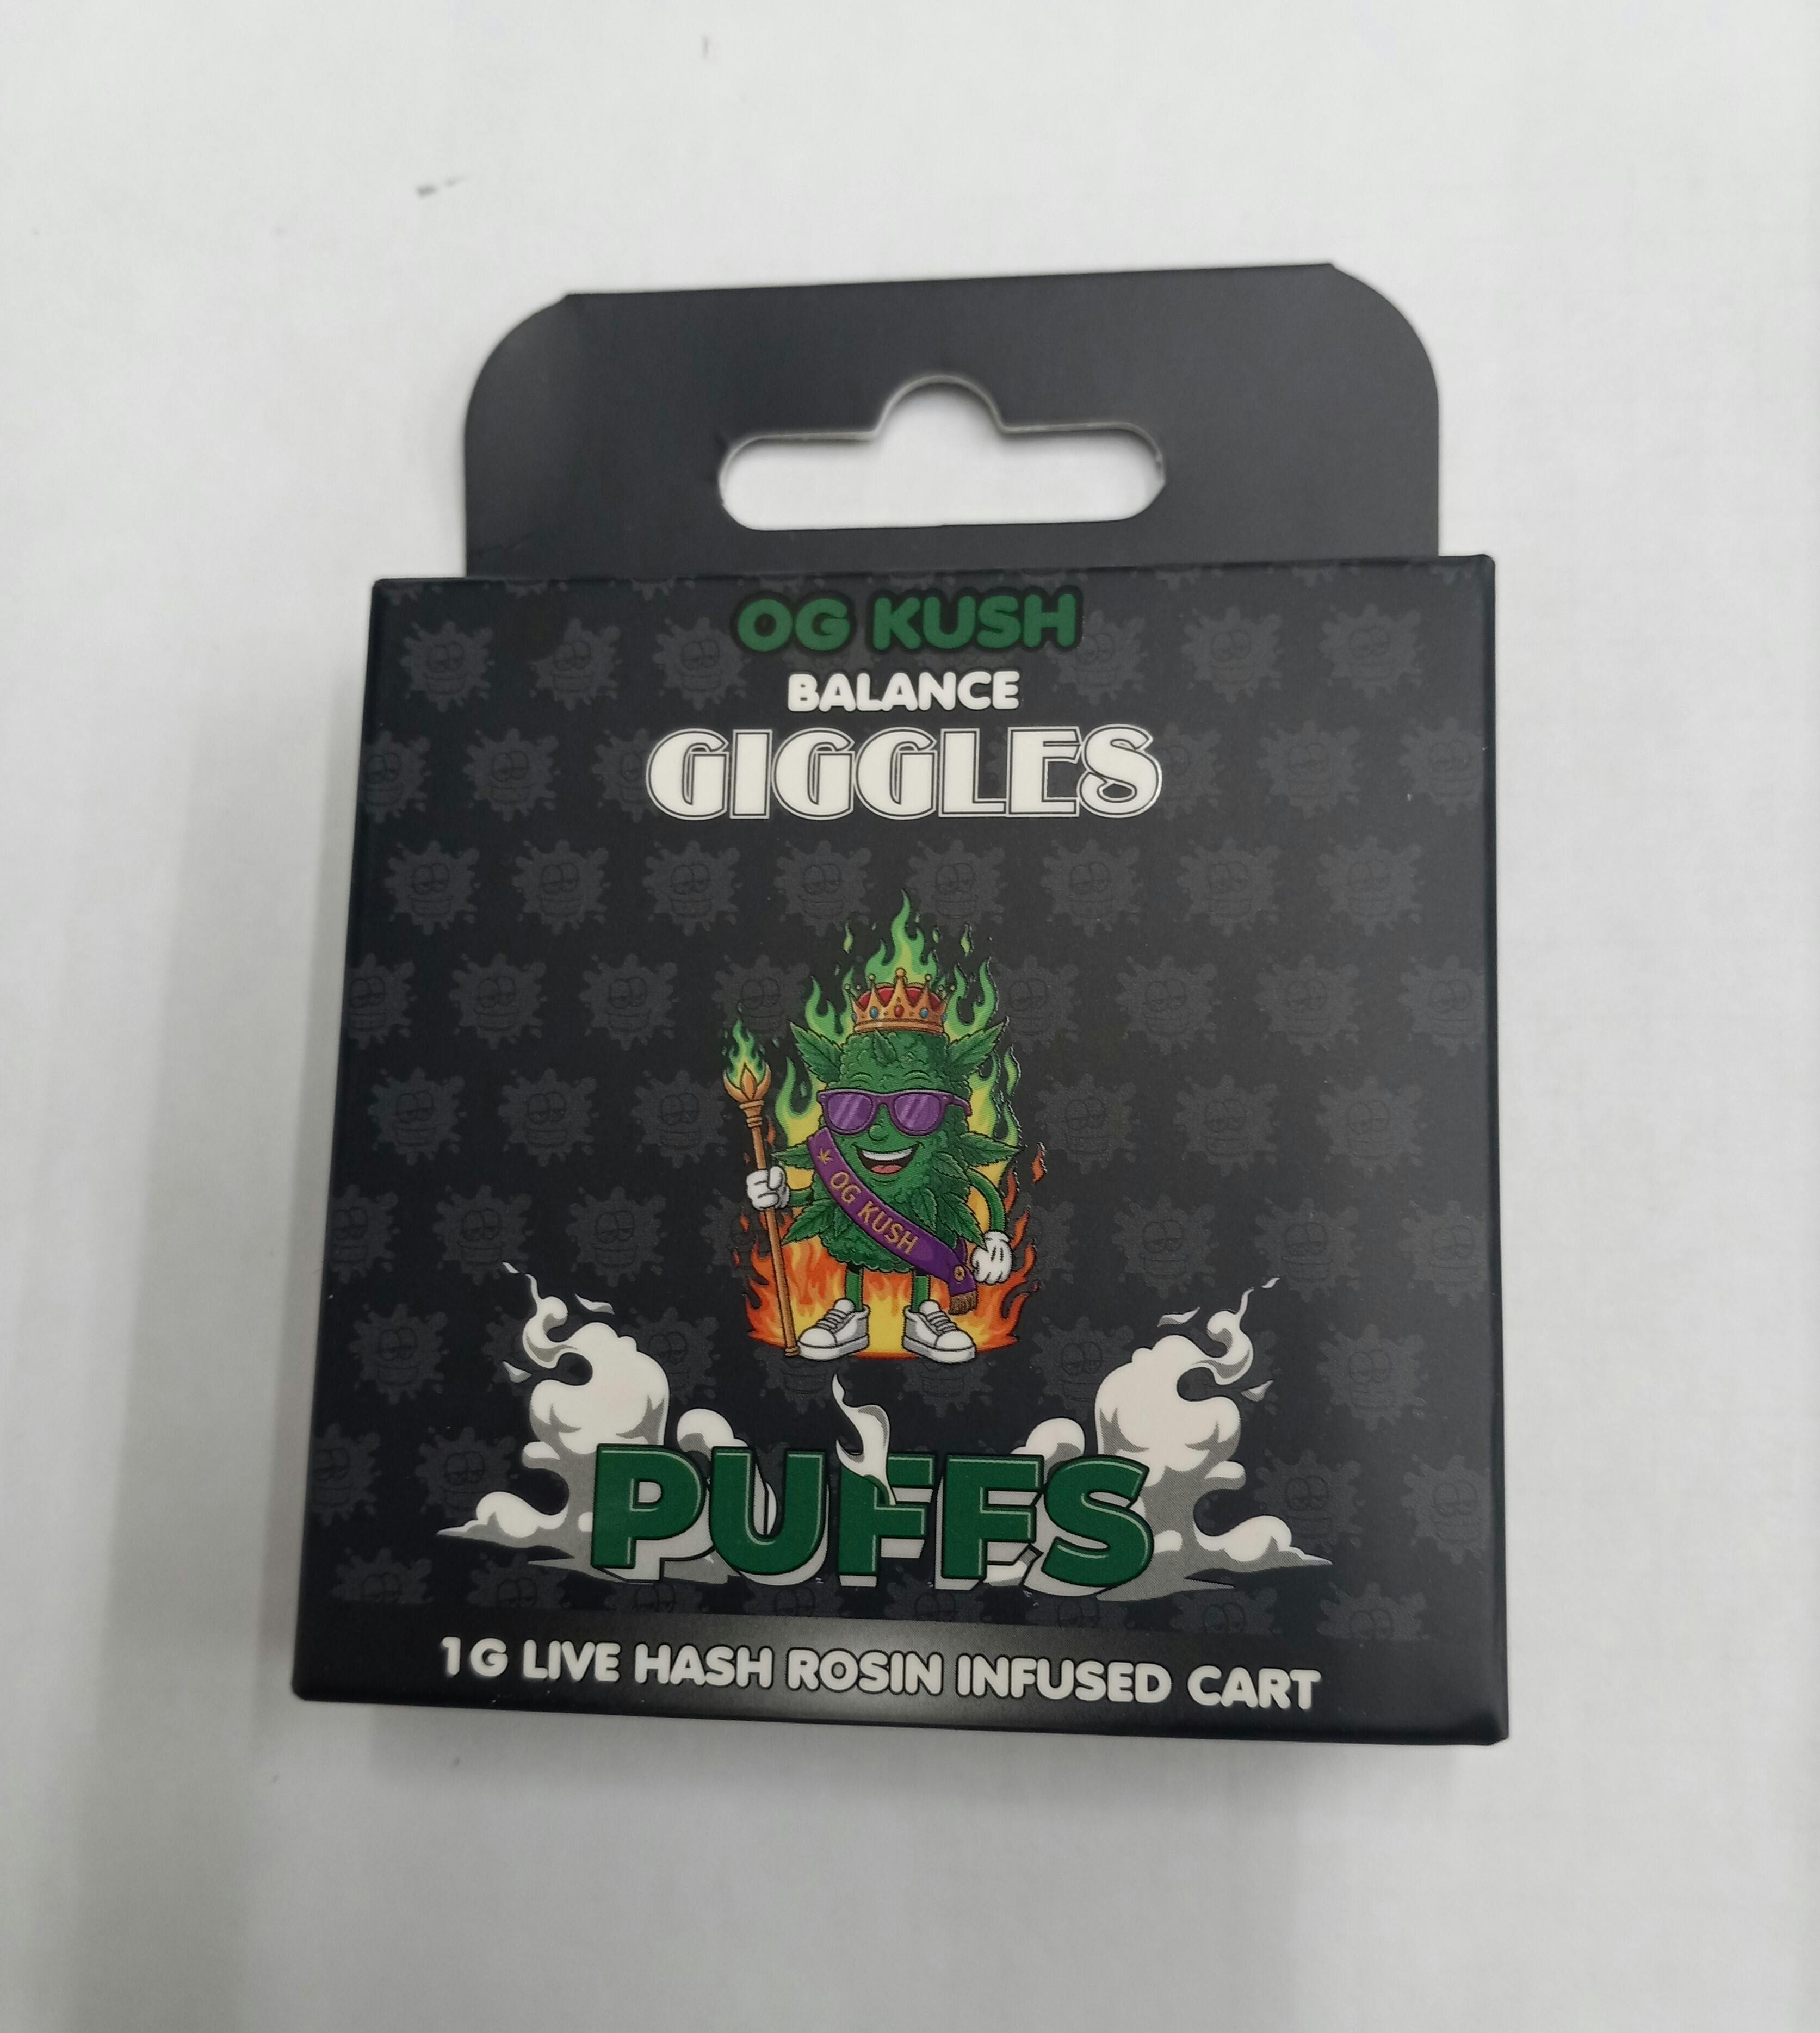 OG KUSH
BALANCE
GIGGLES
OG KUSH
PUFFS
1G LIVE HASH ROSIN INFUSED CART